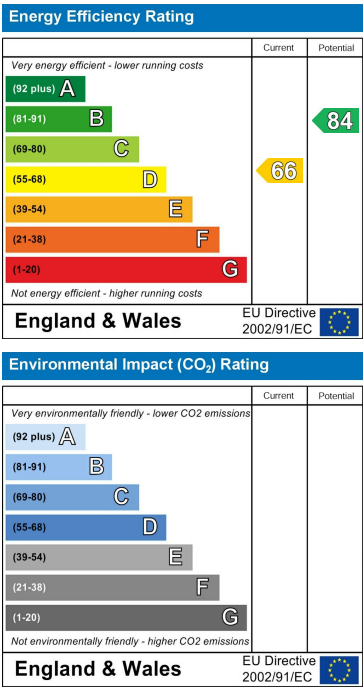 Energy Efficiency Rating
Current Potential
Very energy efficient - lower running costs
(92 plus) A
(81-91) B
84
(69-80) C
66
(55-68) D
(39-54) E
(21-38) F
(1-20) G
Not energy efficient - higher running costs
England & Wales
EU Directive
2002/91/EC
Environmental Impact (CO₂) Rating
Current Potential
Very environmentally friendly - lower CO2 emissions
(92 plus) A
(81-91) B
(69-80) C
(55-68) D
(39-54) E
(21-38) F
(1-20) G
Not environmentally friendly - higher CO2 emissions
England & Wales
EU Directive
2002/91/EC